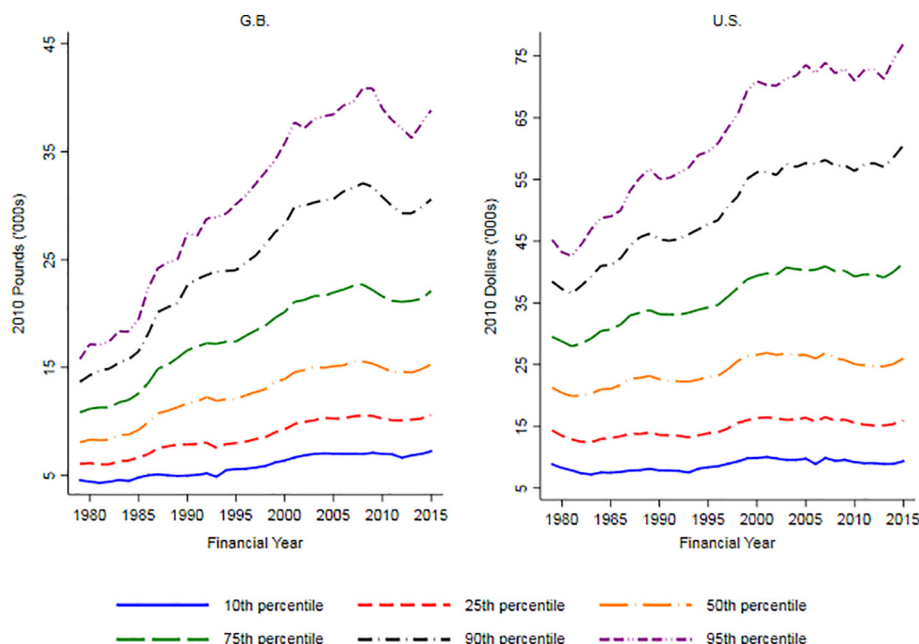 G.B.
U.S.
2010 Pounds ('000s)
45
35
25
15
5
1980 1985 1990 1995 2000 2005 2010 2015
Financial Year
2010 Dollars ('000s)
75
65
55
45
35
25
15
5
1980 1985 1990 1995 2000 2005 2010 2015
Financial Year
10th percentile
25th percentile
50th percentile
75th percentile
90th percentile
95th percentile